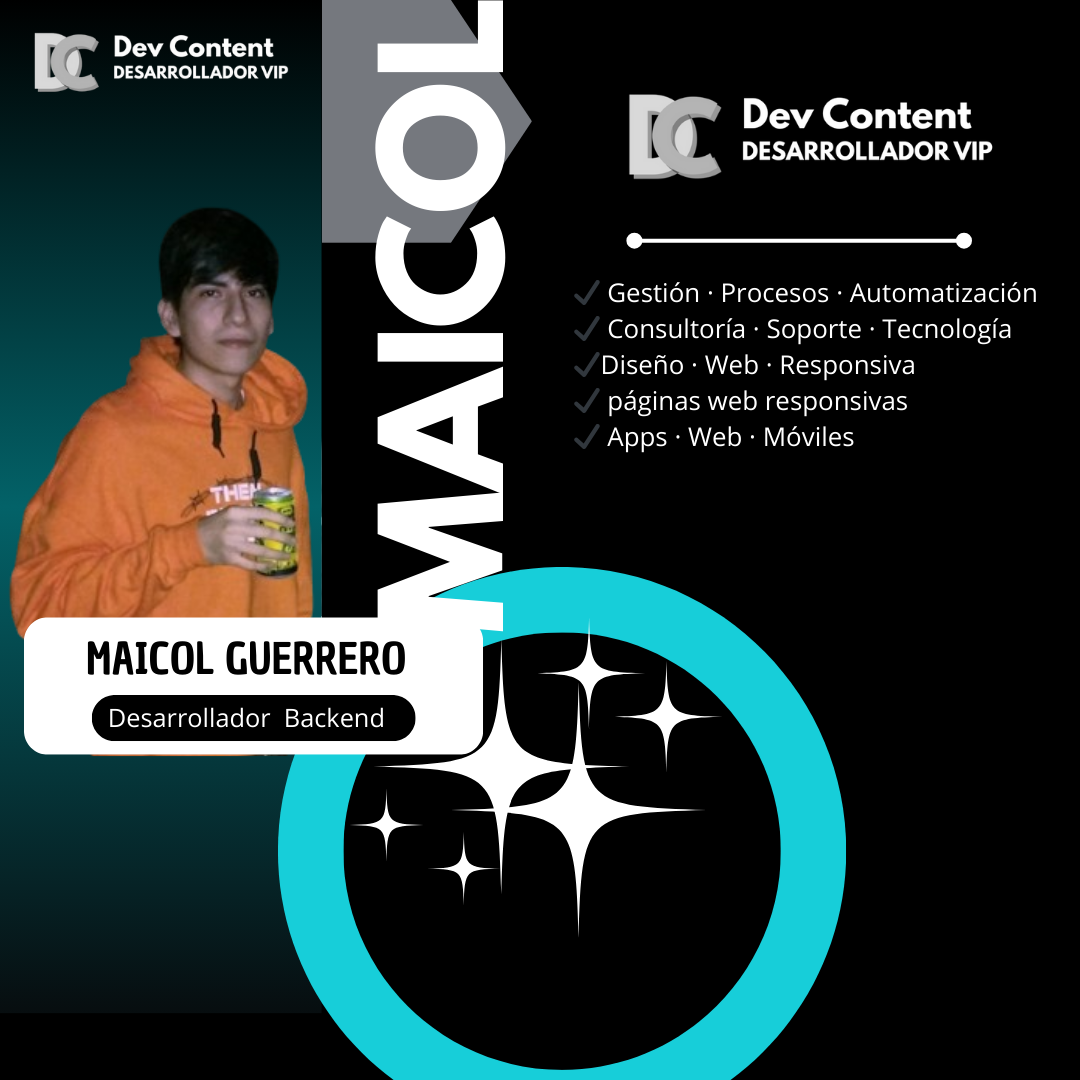 Dev Content
DESARROLLADOR VIP
MAICOL
Dev Content
DESARROLLADOR VIP
Gestión · Procesos · Automatización
Consultoría · Soporte · Tecnología
Diseño · Web · Responsiva
páginas web responsivas
Apps · Web · Móviles
THEM
MAICOL GUERRERO
Desarrollador Backend